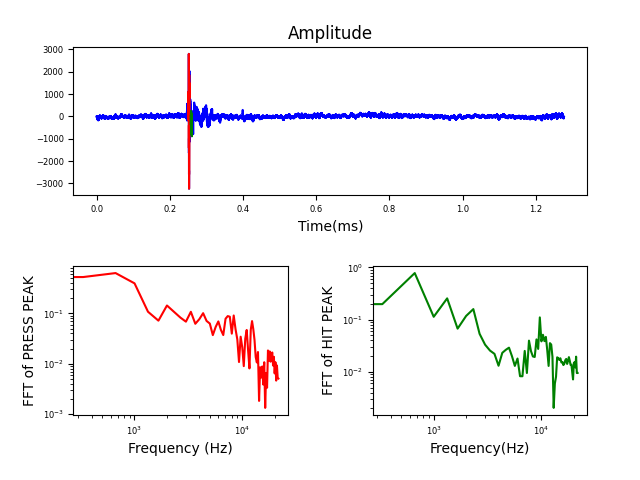 Amplitude
3000
2000
1000
0
−1000
−2000
−3000
0.0 0.2 0.4 0.6 0.8 1.0 1.2
Time(ms)
FFT of PRESS PEAK
10⁻¹
10⁻²
10⁻³
10³ 10⁴
Frequency (Hz)
FFT of HIT PEAK
10⁰
10⁻¹
10⁻²
10³ 10⁴
Frequency(Hz)